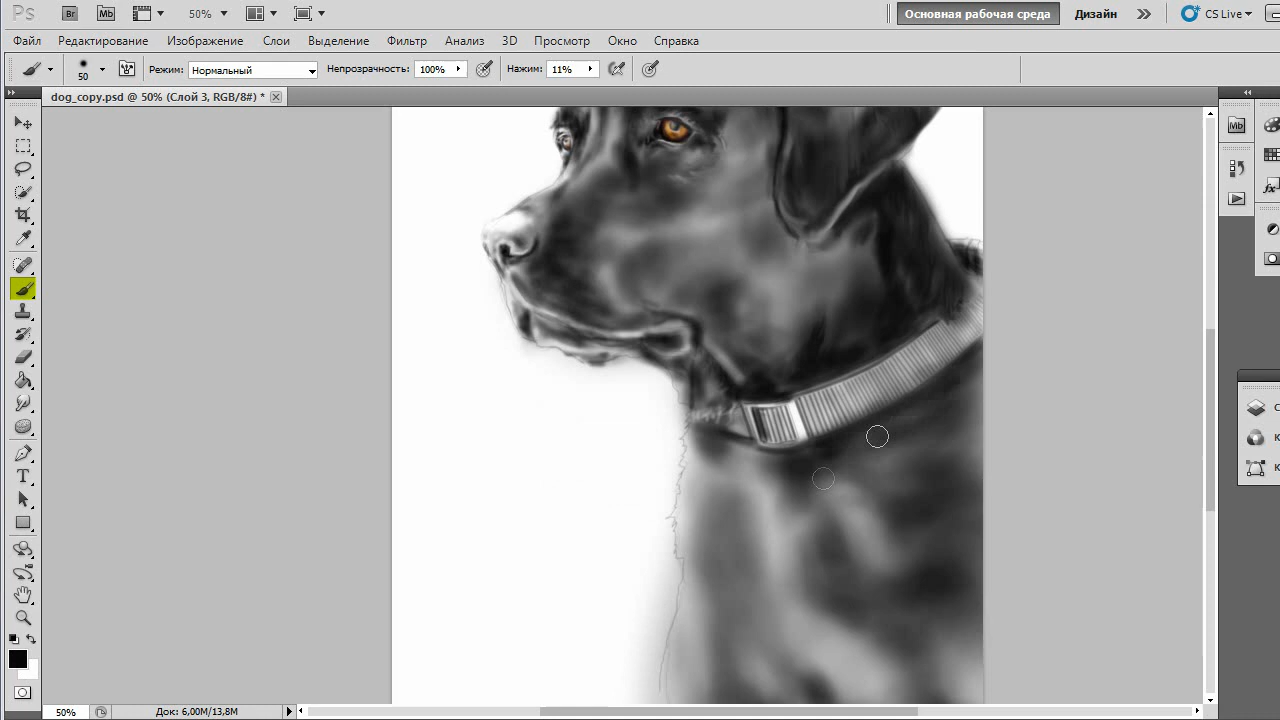 Ps Br Mb 50% Основная рабочая среда Дизайн CS Live
Файл Редактирование Изображение Слои Выделение Фильтр Анализ 3D Просмотр Окно Справка
50 Режим: Нормальный Непрозрачность: 100% Нажим: 11%
dog_copy.psd @ 50% (Слой 3, RGB/8#) *
Mb
fx
T
С
К
К
50% Док: 6,00M/13,8M